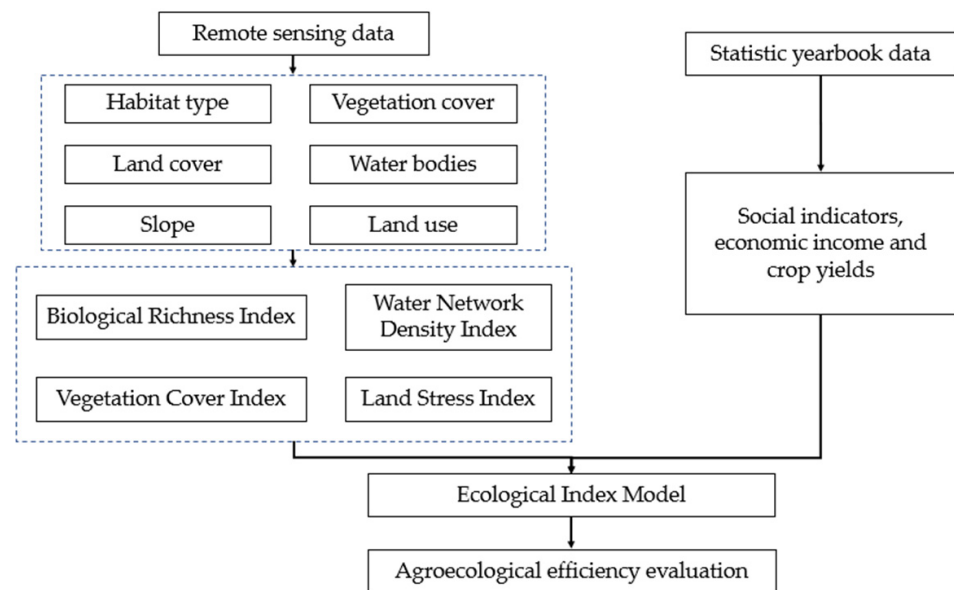 Remote sensing data
Statistic yearbook data
Habitat type
Vegetation cover
Land cover
Water bodies
Slope
Land use
Social indicators,
economic income and
crop yields
Biological Richness Index
Water Network
Density Index
Vegetation Cover Index
Land Stress Index
Ecological Index Model
Agroecological efficiency evaluation